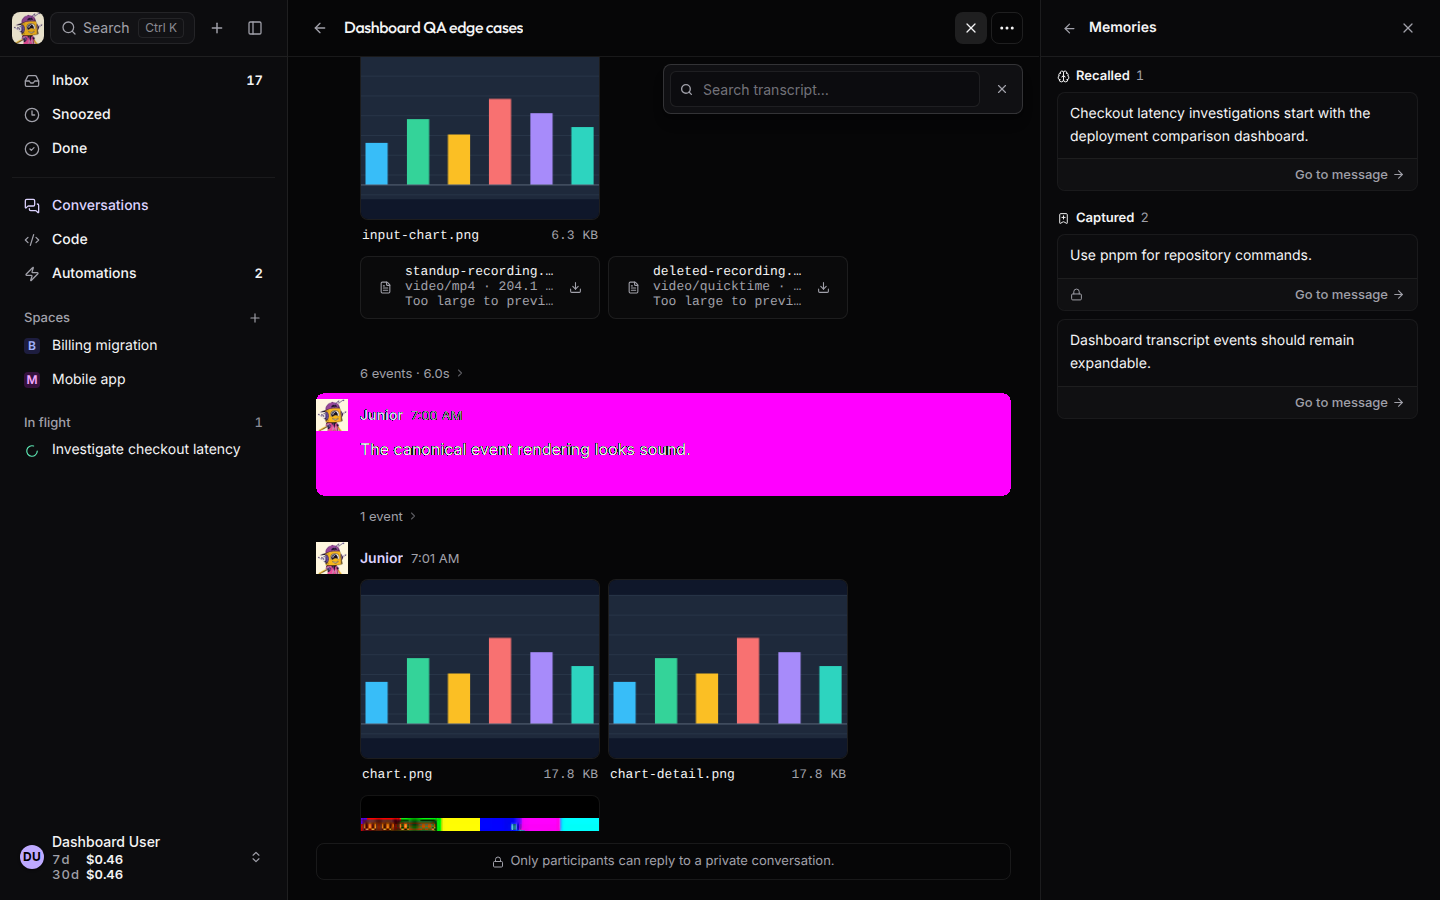 Search Ctrl K
Inbox 17
Snoozed
Done
Conversations
Code
Automations 2
Spaces
B Billing migration
M Mobile app
In flight 1
Investigate checkout latency
DU Dashboard User
7d $0.46
30d $0.46
Dashboard QA edge cases
Search transcript...
input-chart.png 6.3 KB
standup-recording.…
video/mp4 · 204.1 …
Too large to previ…
deleted-recording.…
video/quicktime · …
Too large to previ…
6 events · 6.0s
Junior 7:00 AM
The canonical event rendering looks sound.
1 event
Junior 7:01 AM
chart.png 17.8 KB
chart-detail.png 17.8 KB
Only participants can reply to a private conversation.
Memories
Recalled 1
Checkout latency investigations start with the
deployment comparison dashboard.
Go to message
Captured 2
Use pnpm for repository commands.
Go to message
Dashboard transcript events should remain
expandable.
Go to message